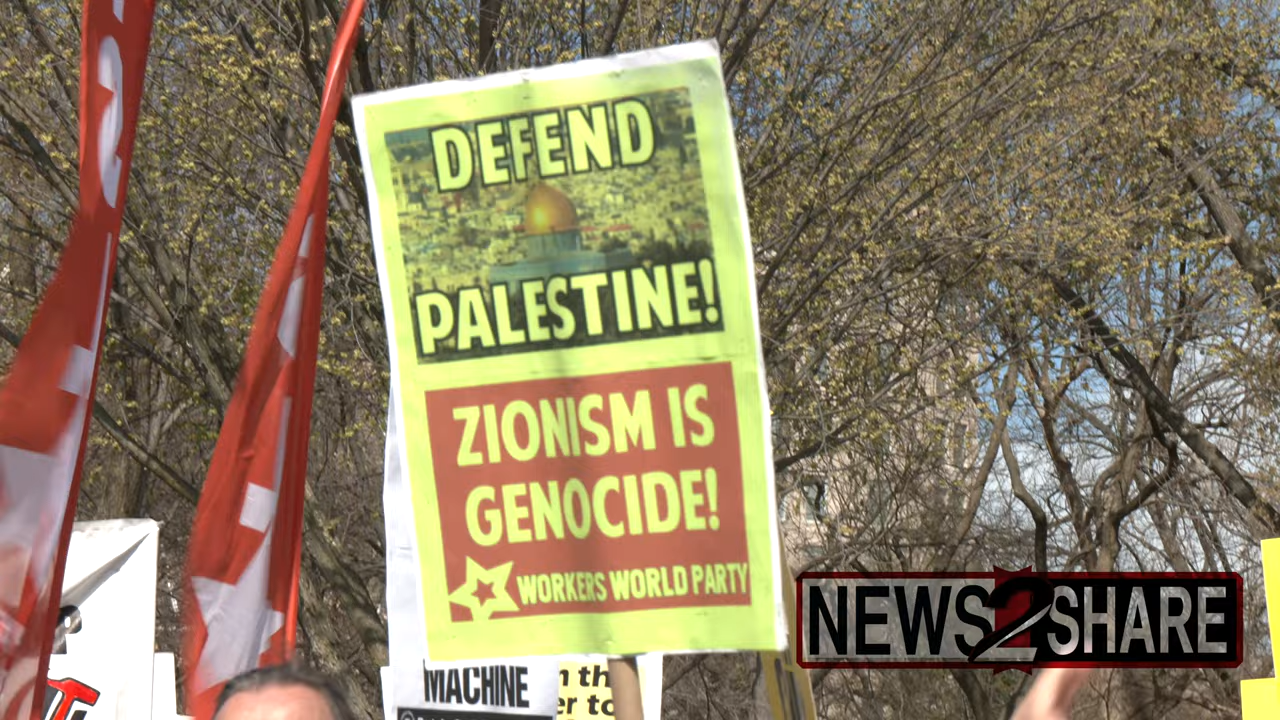 DEFEND
PALESTINE!
ZIONISM IS
GENOCIDE!
WORKERS WORLD PARTY
NEWS2SHARE
MACHINE